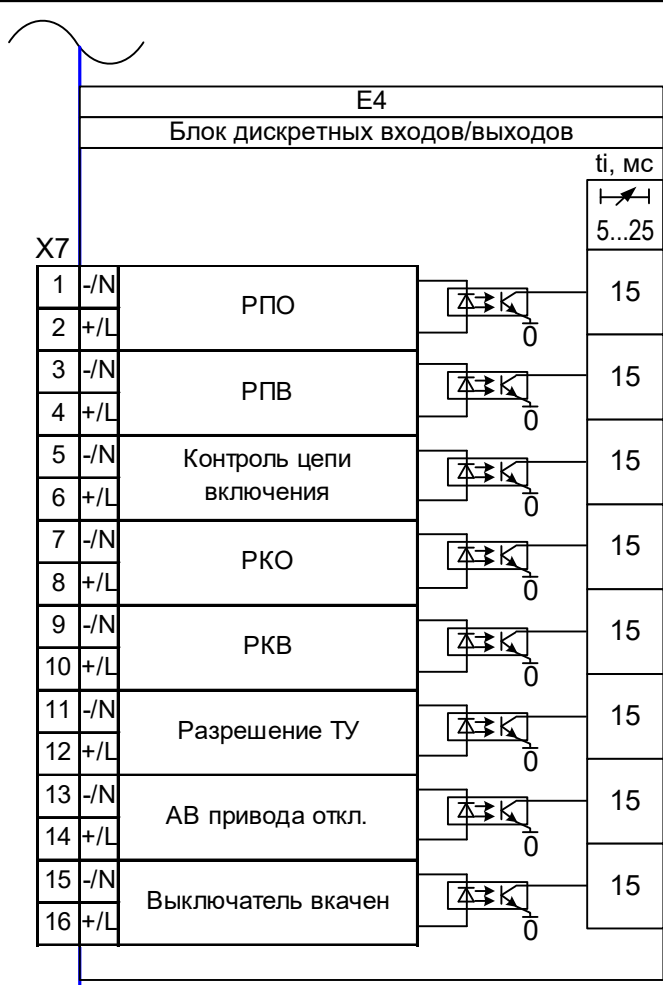 E4
Блок дискретных входов/выходов
ti, мс
5...25
X7
1 -/N РПО 15
2 +/L 0
3 -/N РПВ 15
4 +/L 0
5 -/N Контроль цепи 15
6 +/L включения 0
7 -/N РКО 15
8 +/L 0
9 -/N РКВ 15
10 +/L 0
11 -/N Разрешение ТУ 15
12 +/L 0
13 -/N АВ привода откл. 15
14 +/L 0
15 -/N Выключатель вкачен 15
16 +/L 0